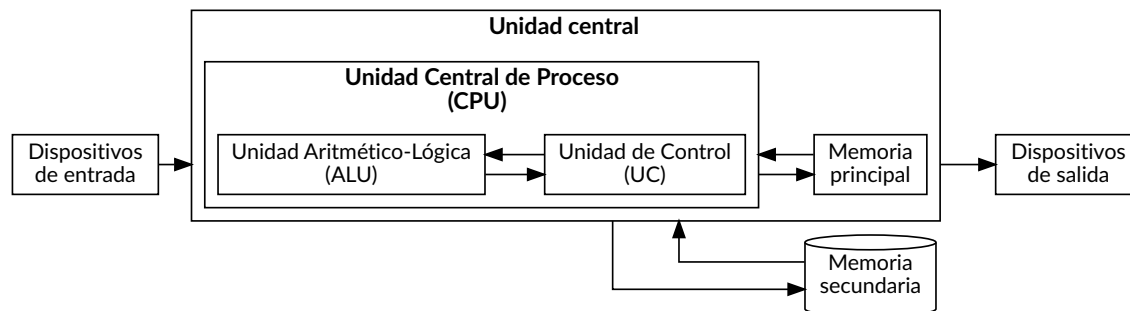 Unidad central
Unidad Central de Proceso
(CPU)
Dispositivos
de entrada
Unidad Aritmético-Lógica
(ALU)
Unidad de Control
(UC)
Memoria
principal
Dispositivos
de salida
Memoria
secundaria